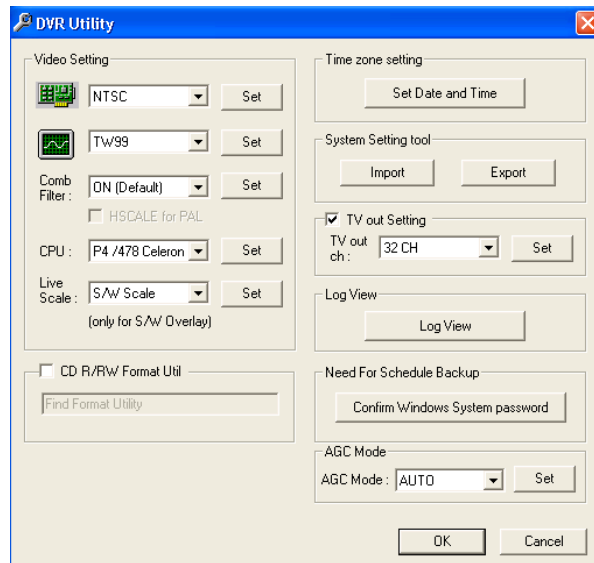 DVR Utility
Video Setting
NTSC
Set
TW99
Set
Comb
Filter :
ON (Default)
Set
HSCALE for PAL
CPU :
P4 /478 Celeron
Set
Live
Scale :
S/W Scale
Set
(only for S/W Overlay)
CD R/RW Format Util
Find Format Utility
Time zone setting
Set Date and Time
System Setting tool
Import
Export
TV out Setting
TV out
ch :
32 CH
Set
Log View
Log View
Need For Schedule Backup
Confirm Windows System password
AGC Mode
AGC Mode :
AUTO
Set
OK
Cancel